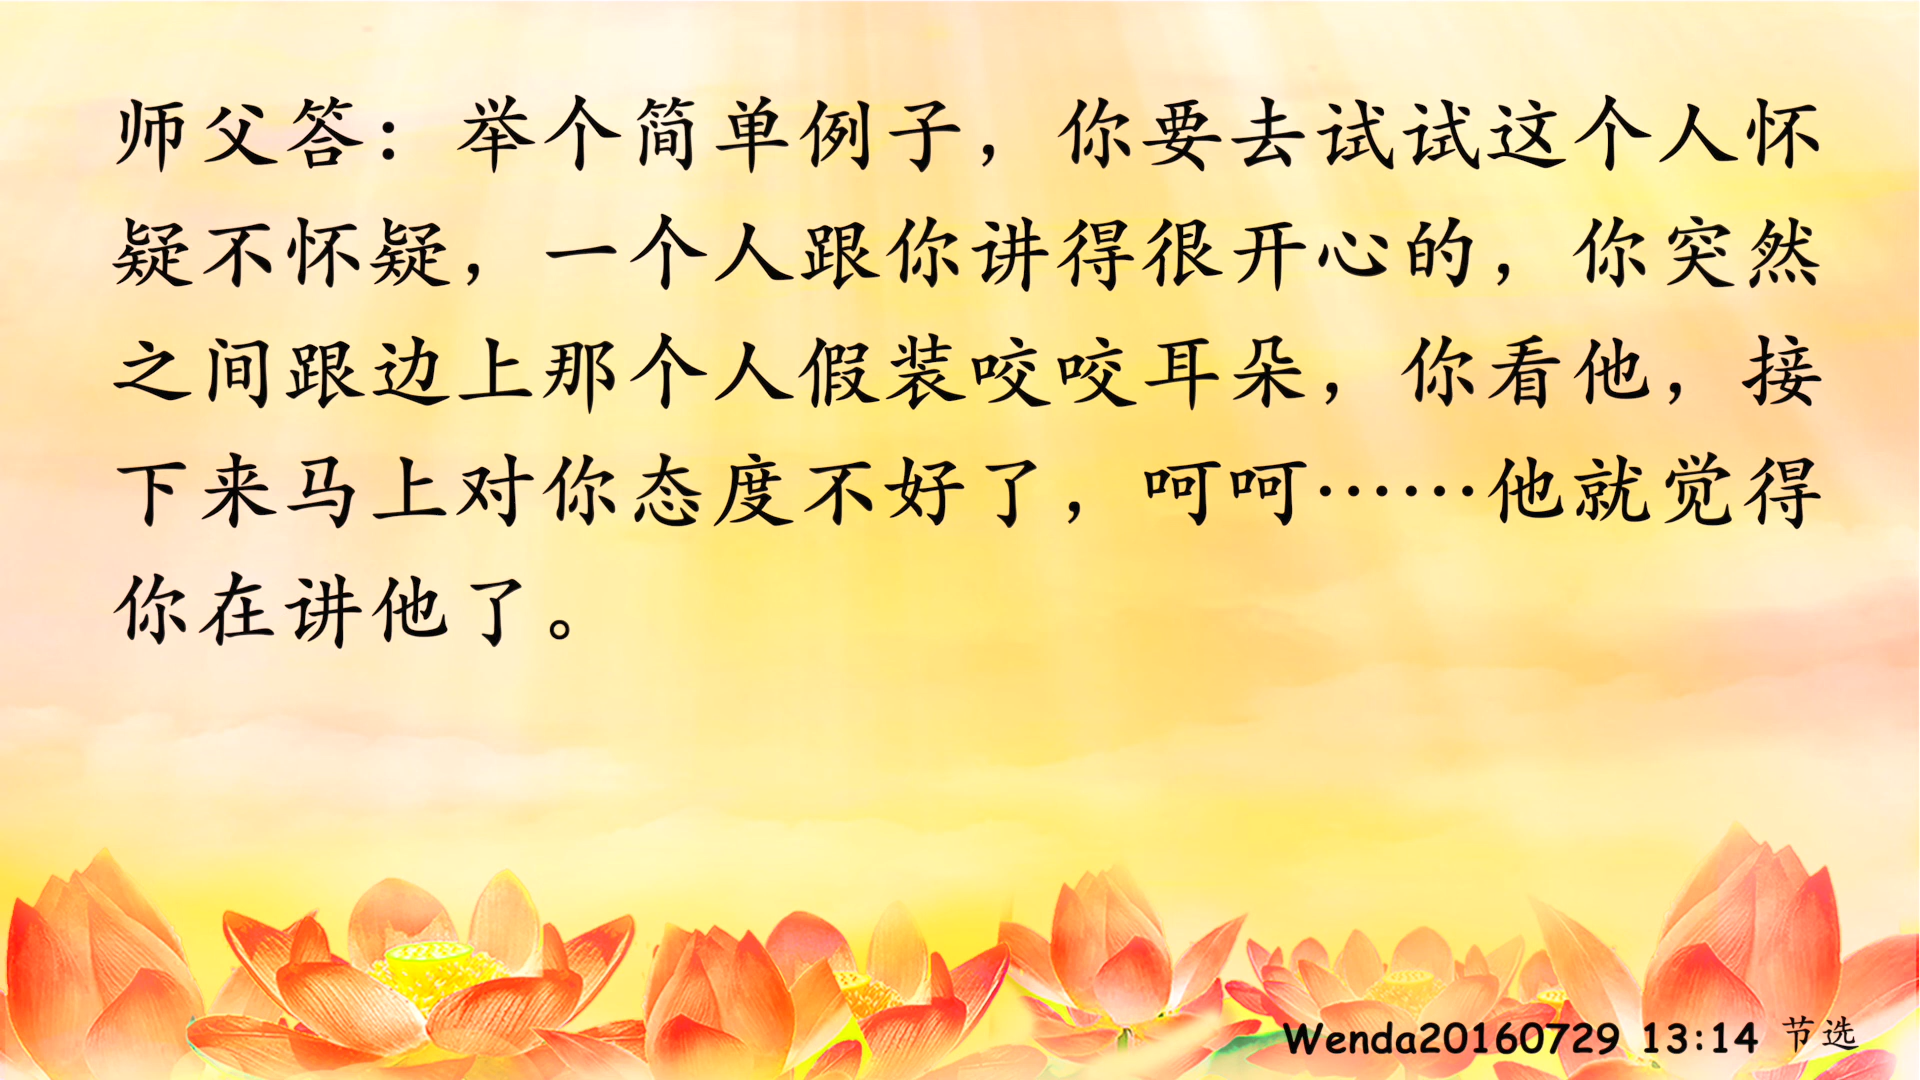 师父答：举个简单例子，你要去试试这个人怀
疑不怀疑，一个人跟你讲得很开心的，你突然
之间跟边上那个人假装咬咬耳朵，你看他，接
下来马上对你态度不好了，呵呵……他就觉得
你在讲他了。
Wenda20160729 13:14 节选